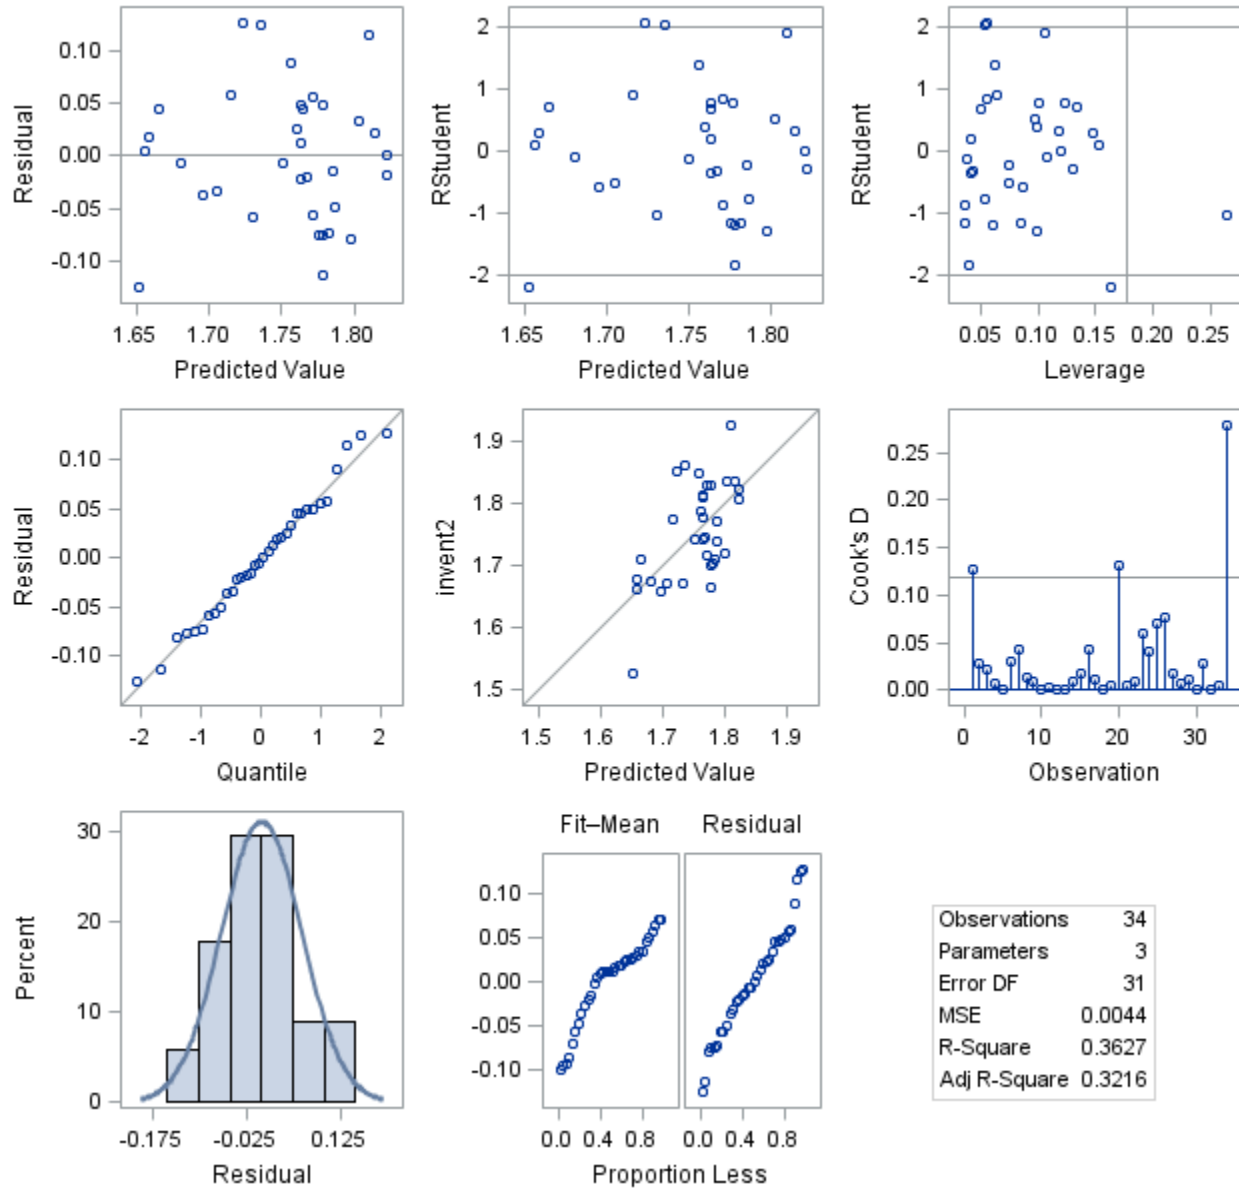 0.10
0.05
0.00
-0.05
-0.10
Residual
1.65 1.70 1.75 1.80
Predicted Value
2
1
0
-1
-2
RStudent
1.65 1.70 1.75 1.80
Predicted Value
2
1
0
-1
-2
RStudent
0.05 0.10 0.15 0.20 0.25
Leverage
0.10
0.05
0.00
-0.05
-0.10
Residual
-2 -1 0 1 2
Quantile
1.9
1.8
1.7
1.6
1.5
invent2
1.5 1.6 1.7 1.8 1.9
Predicted Value
0.25
0.20
0.15
0.10
0.05
0.00
Cook's D
0 10 20 30
Observation
30
20
10
0
Percent
-0.175 -0.025 0.125
Residual
Fit–Mean Residual
0.10
0.05
0.00
-0.05
-0.10
0.0 0.4 0.8 0.0 0.4 0.8
Proportion Less
Observations 34
Parameters 3
Error DF 31
MSE 0.0044
R-Square 0.3627
Adj R-Square 0.3216